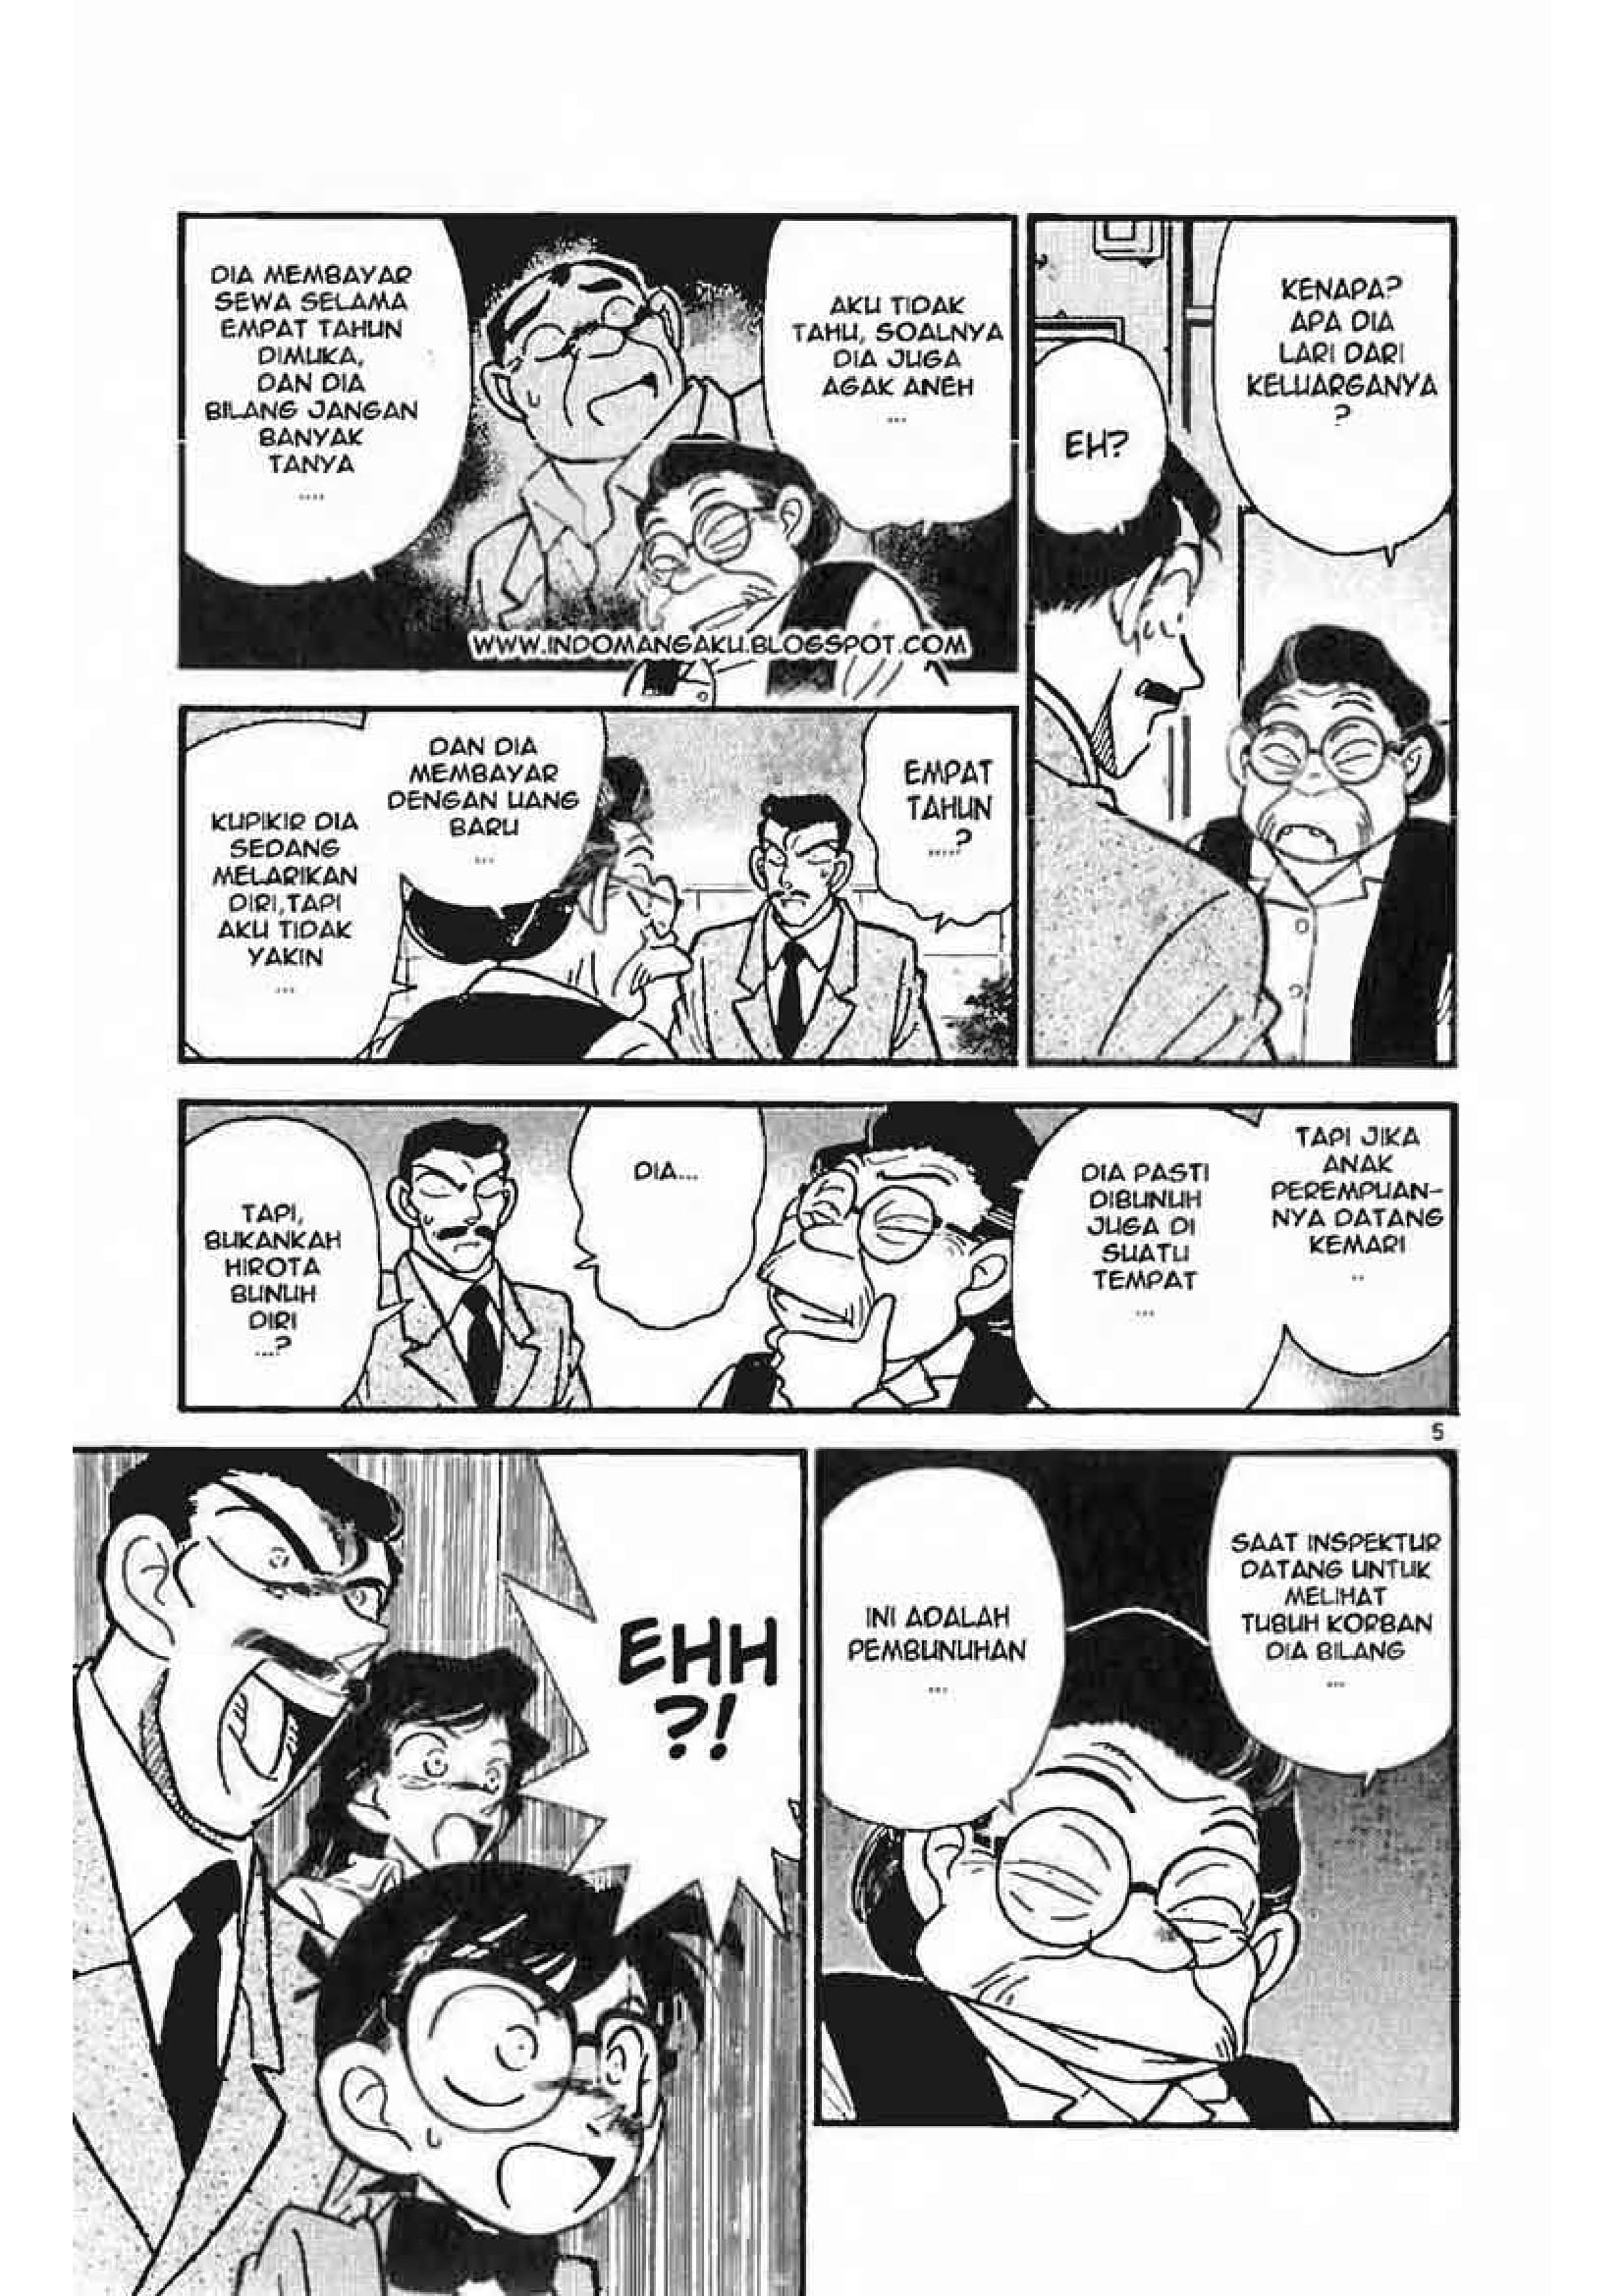 KENAPA?
APA DIA
LARI DARI
KELUARGANYA
?
EH?
AKU TIDAK
TAHU, SOALNYA
DIA JUGA
AGAK ANEH
...
DIA MEMBAYAR
SEWA SELAMA
EMPAT TAHUN
DIMUKA,
DAN DIA
BILANG JANGAN
BANYAK
TANYA
....
WWW.INDOMANGAKU.BLOGSPOT.COM
EMPAT
TAHUN
.....?
DAN DIA
MEMBAYAR
DENGAN UANG
BARU
...
KUPIKIR DIA
SEDANG
MELARIKAN
DIRI,TAPI
AKU TIDAK
YAKIN
...
TAPI JIKA
ANAK
PEREMPUAN-
NYA DATANG
KEMARI
..
DIA PASTI
DIBUNUH
JUGA DI
SUATU
TEMPAT
...
DIA...
TAPI,
BUKANKAH
HIROTA
BUNUH
DIRI
....?
5
SAAT INSPEKTUR
DATANG UNTUK
MELIHAT
TUBUH KORBAN
DIA BILANG
...
INI ADALAH
PEMBUNUHAN
...
EHH
?!